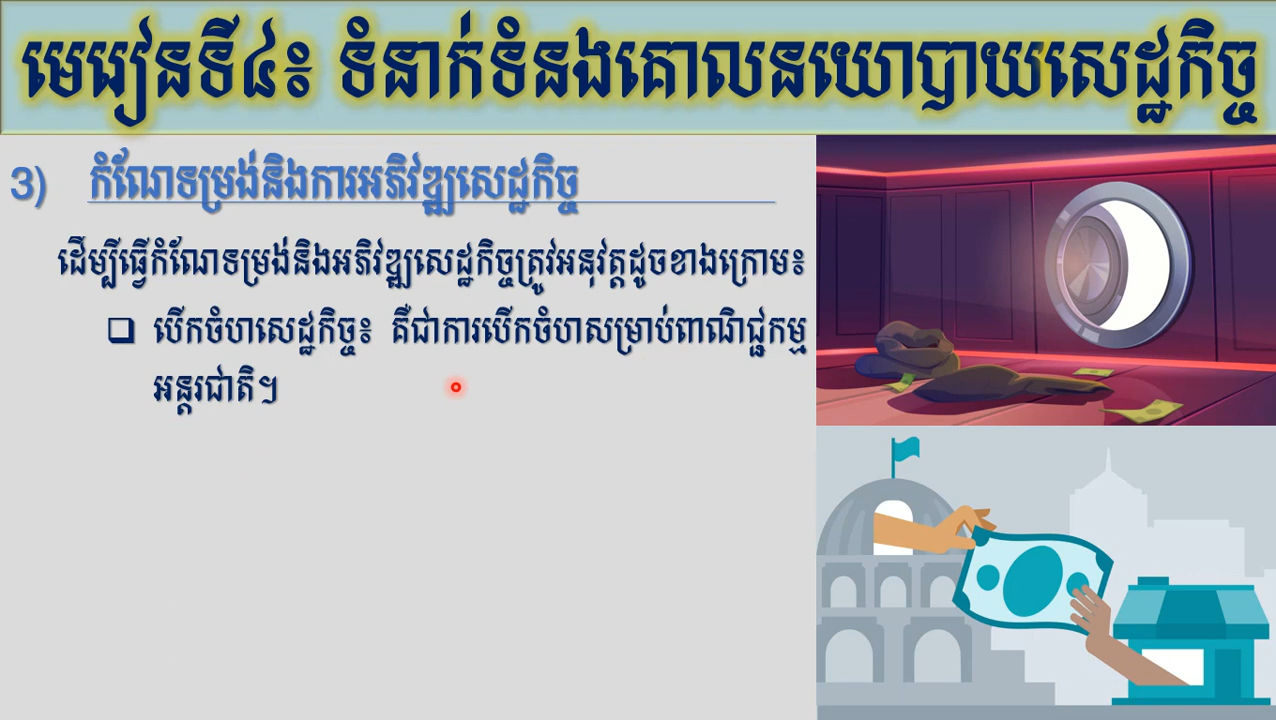 មេរៀនទី៤៖ ទំនាក់ទំនងគោលនយោបាយសេដ្ឋកិច្ច
3) កំណែទម្រង់និងការអភិវឌ្ឍសេដ្ឋកិច្ច
ដើម្បីធ្វើកំណែទម្រង់និងអភិវឌ្ឍសេដ្ឋកិច្ចត្រូវអនុវត្តដូចខាងក្រោម៖
❑ បើកចំហសេដ្ឋកិច្ច៖ គឺជាការបើកចំហសម្រាប់ពាណិជ្ជកម្ម
អន្តរជាតិ។